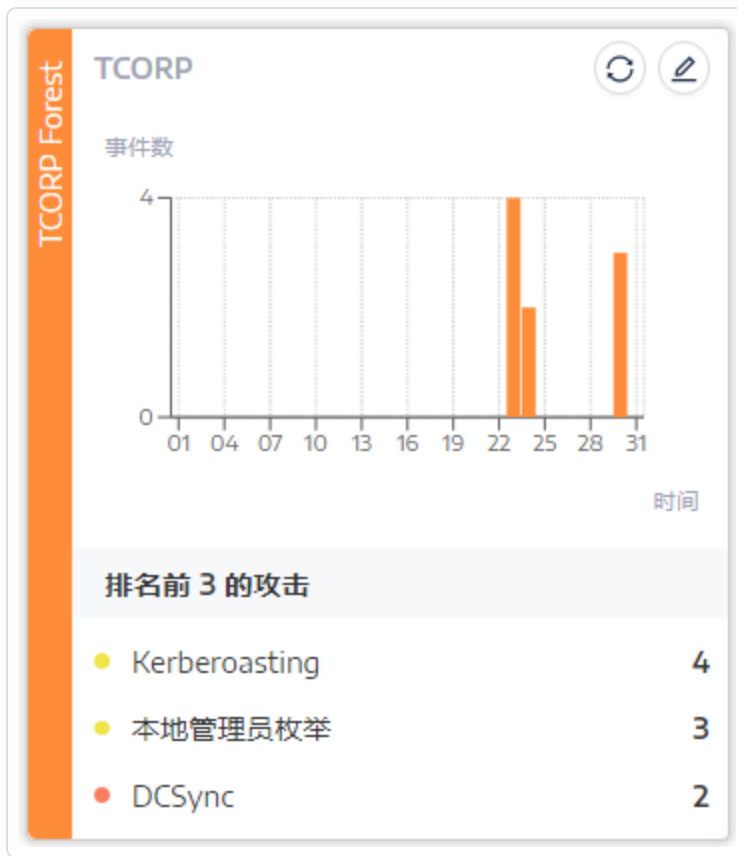 TCORP Forest
TCORP
事件数
4
0
01 04 07 10 13 16 19 22 25 28 31
时间
排名前 3 的攻击
Kerberoasting 4
本地管理员枚举 3
DCSync 2